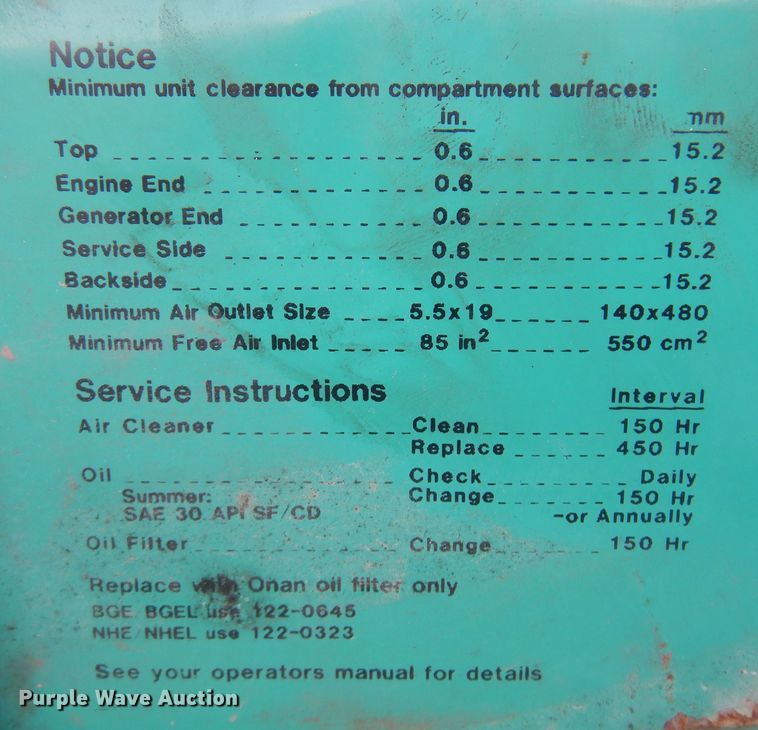 Notice
Minimum unit clearance from compartment surfaces:
in. mm
Top 0.6 15.2
Engine End 0.6 15.2
Generator End 0.6 15.2
Service Side 0.6 15.2
Backside 0.6 15.2
Minimum Air Outlet Size 5.5x19 140x480
Minimum Free Air Inlet 85 in² 550 cm²
Service Instructions Interval
Air Cleaner Clean 150 Hr
Replace 450 Hr
Oil Check Daily
Summer: Change 150 Hr
SAE 30 API SF/CD -or Annually
Oil Filter Change 150 Hr
Replace with Onan oil filter only
BGE/BGEL use 122-0645
NHE/NHEL use 122-0323
See your operators manual for details
Purple Wave Auction